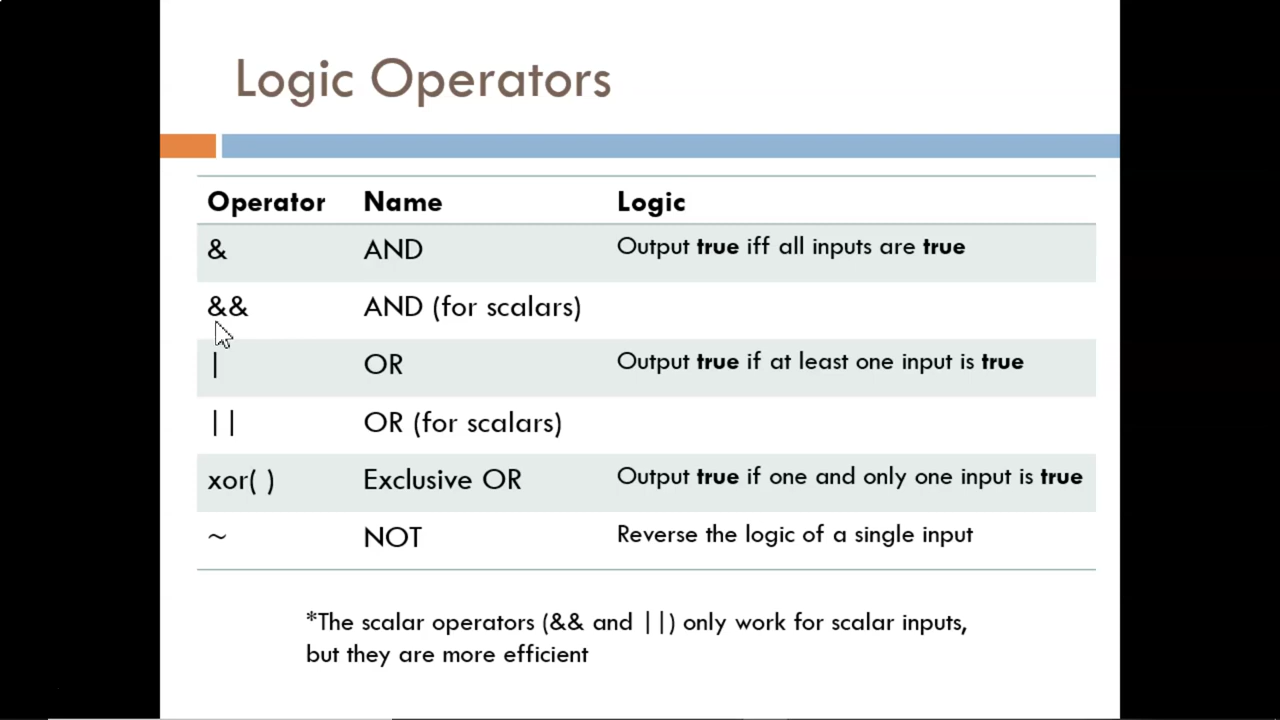 Logic Operators
Operator Name Logic
& AND Output true iff all inputs are true
&& AND (for scalars)
| OR Output true if at least one input is true
|| OR (for scalars)
xor( ) Exclusive OR Output true if one and only one input is true
~ NOT Reverse the logic of a single input
*The scalar operators (&& and ||) only work for scalar inputs,
but they are more efficient